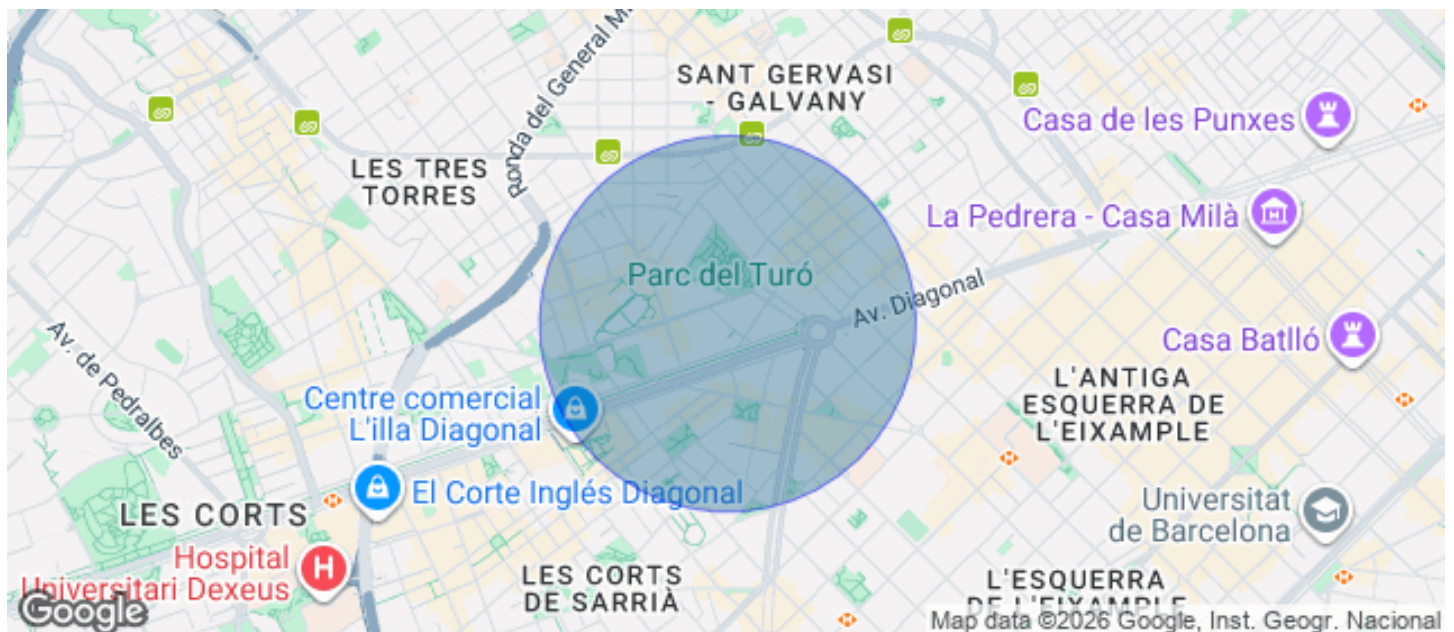 SANT GERVASI
- GALVANY
Ronda del General Mi
Casa de les Punxes
LES TRES
TORRES
La Pedrera - Casa Milà
Parc del Turó
Av. Diagonal
Av. de Pedralbes
Casa Batlló
Centre comercial
L'illa Diagonal
L'ANTIGA
ESQUERRA DE
L'EIXAMPLE
El Corte Inglés Diagonal
LES CORTS
Universitat
de Barcelona
Hospital
Universitari Dexeus
H
LES CORTS
DE SARRIÀ
L'ESQUERRA
DE L'EIXAMPLE
Google
Map data ©2026 Google, Inst. Geogr. Nacional